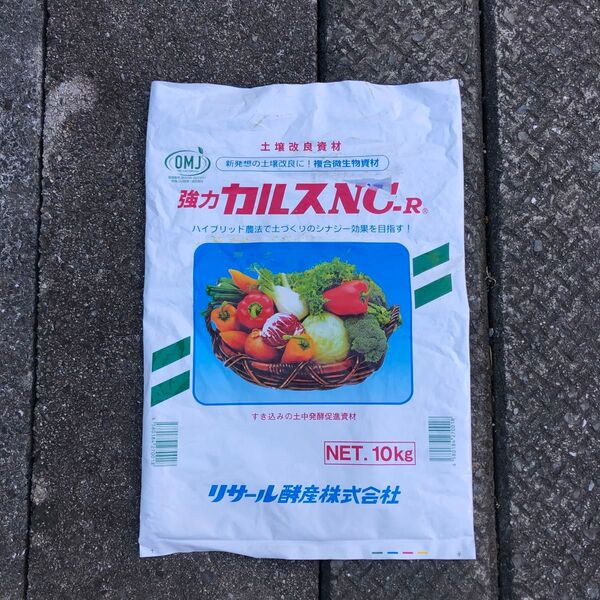 土壌改良資材
OMJ
新発想の土壌改良に！複合微生物資材
強力 カルスNC-R®
ハイブリッド農法で土づくりのシナジー効果を目指す！
すき込みの土中発酵促進資材
NET. 10kg
リサール酵産株式会社